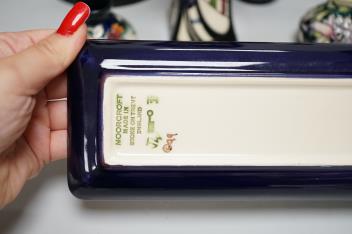 MOORCROFT
MADE IN
STOKE ON TRENT
ENGLAND